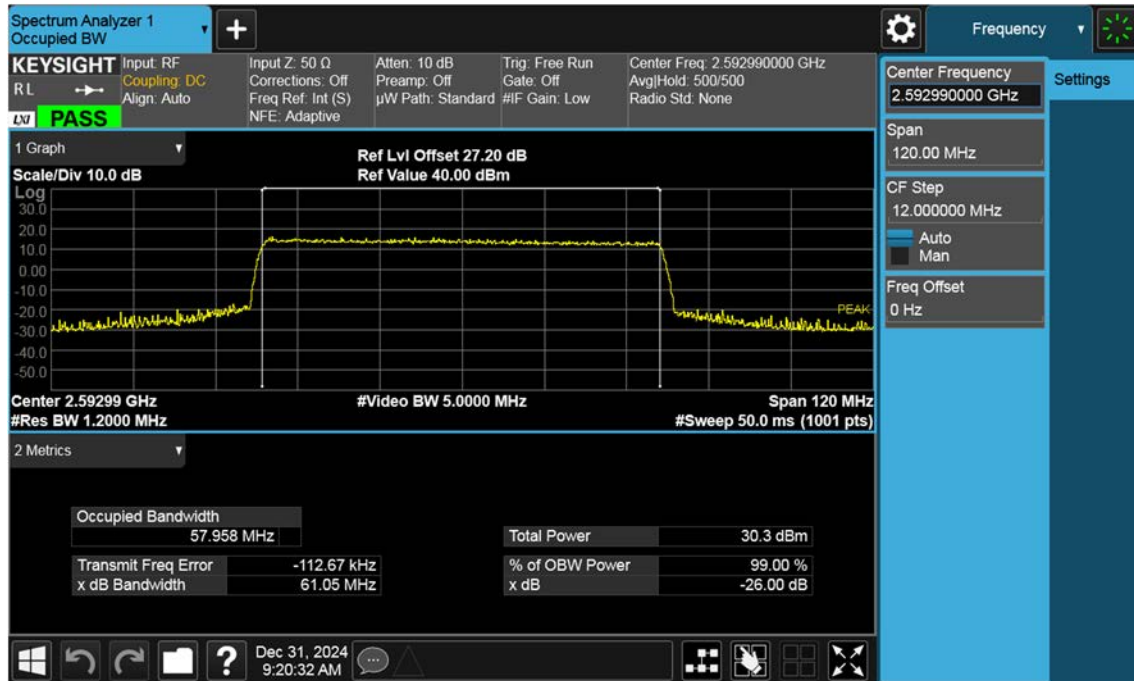 Spectrum Analyzer 1
Occupied BW
+
Frequency
KEYSIGHT
R L
LXI PASS
Input: RF
Coupling: DC
Align: Auto
Input Z: 50 Ω
Corrections: Off
Freq Ref: Int (S)
NFE: Adaptive
Atten: 10 dB
Preamp: Off
µW Path: Standard
Trig: Free Run
Gate: Off
#IF Gain: Low
Center Freq: 2.592990000 GHz
Avg|Hold: 500/500
Radio Std: None
Center Frequency
2.592990000 GHz
Settings
Span
120.00 MHz
CF Step
12.000000 MHz
Auto
Man
Freq Offset
0 Hz
1 Graph
Scale/Div 10.0 dB
Ref Lvl Offset 27.20 dB
Ref Value 40.00 dBm
Log
30.0
20.0
10.0
0.00
-10.0
-20.0
-30.0
-40.0
-50.0
PEAK
Center 2.59299 GHz
#Res BW 1.2000 MHz
#Video BW 5.0000 MHz
Span 120 MHz
#Sweep 50.0 ms (1001 pts)
2 Metrics
Occupied Bandwidth
57.958 MHz
Total Power 30.3 dBm
Transmit Freq Error -112.67 kHz
% of OBW Power 99.00 %
x dB Bandwidth 61.05 MHz
x dB -26.00 dB
?
Dec 31, 2024
9:20:32 AM